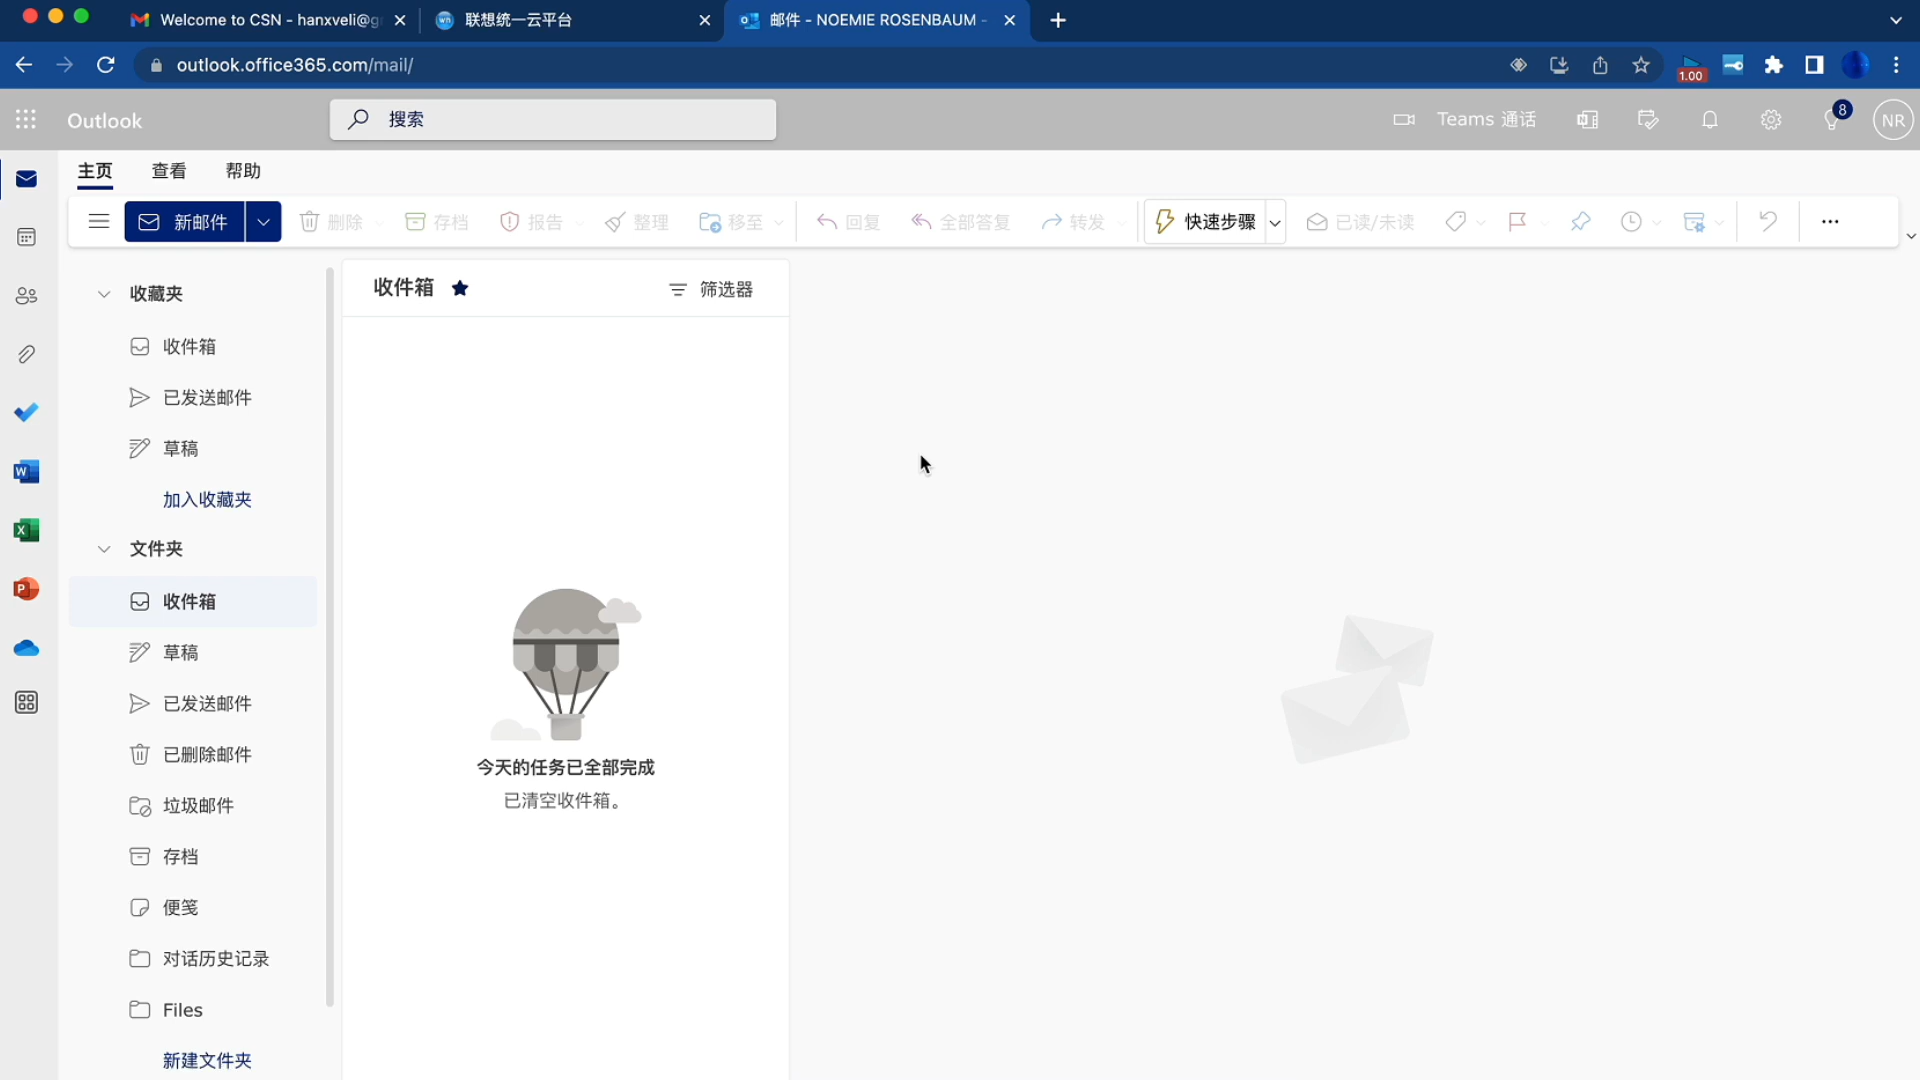 Welcome to CSN - hanxveli@g
联想统一云平台
邮件 - NOEMIE ROSENBAUM -
outlook.office365.com/mail/
1.00
Outlook
搜索
Teams 通话
8
NR
主页
查看
帮助
新邮件
删除
存档
报告
整理
移至
回复
全部答复
转发
快速步骤
已读/未读
收藏夹
收件箱
已发送邮件
草稿
加入收藏夹
文件夹
收件箱
草稿
已发送邮件
已删除邮件
垃圾邮件
存档
便笺
对话历史记录
Files
新建文件夹
收件箱
筛选器
今天的任务已全部完成
已清空收件箱。